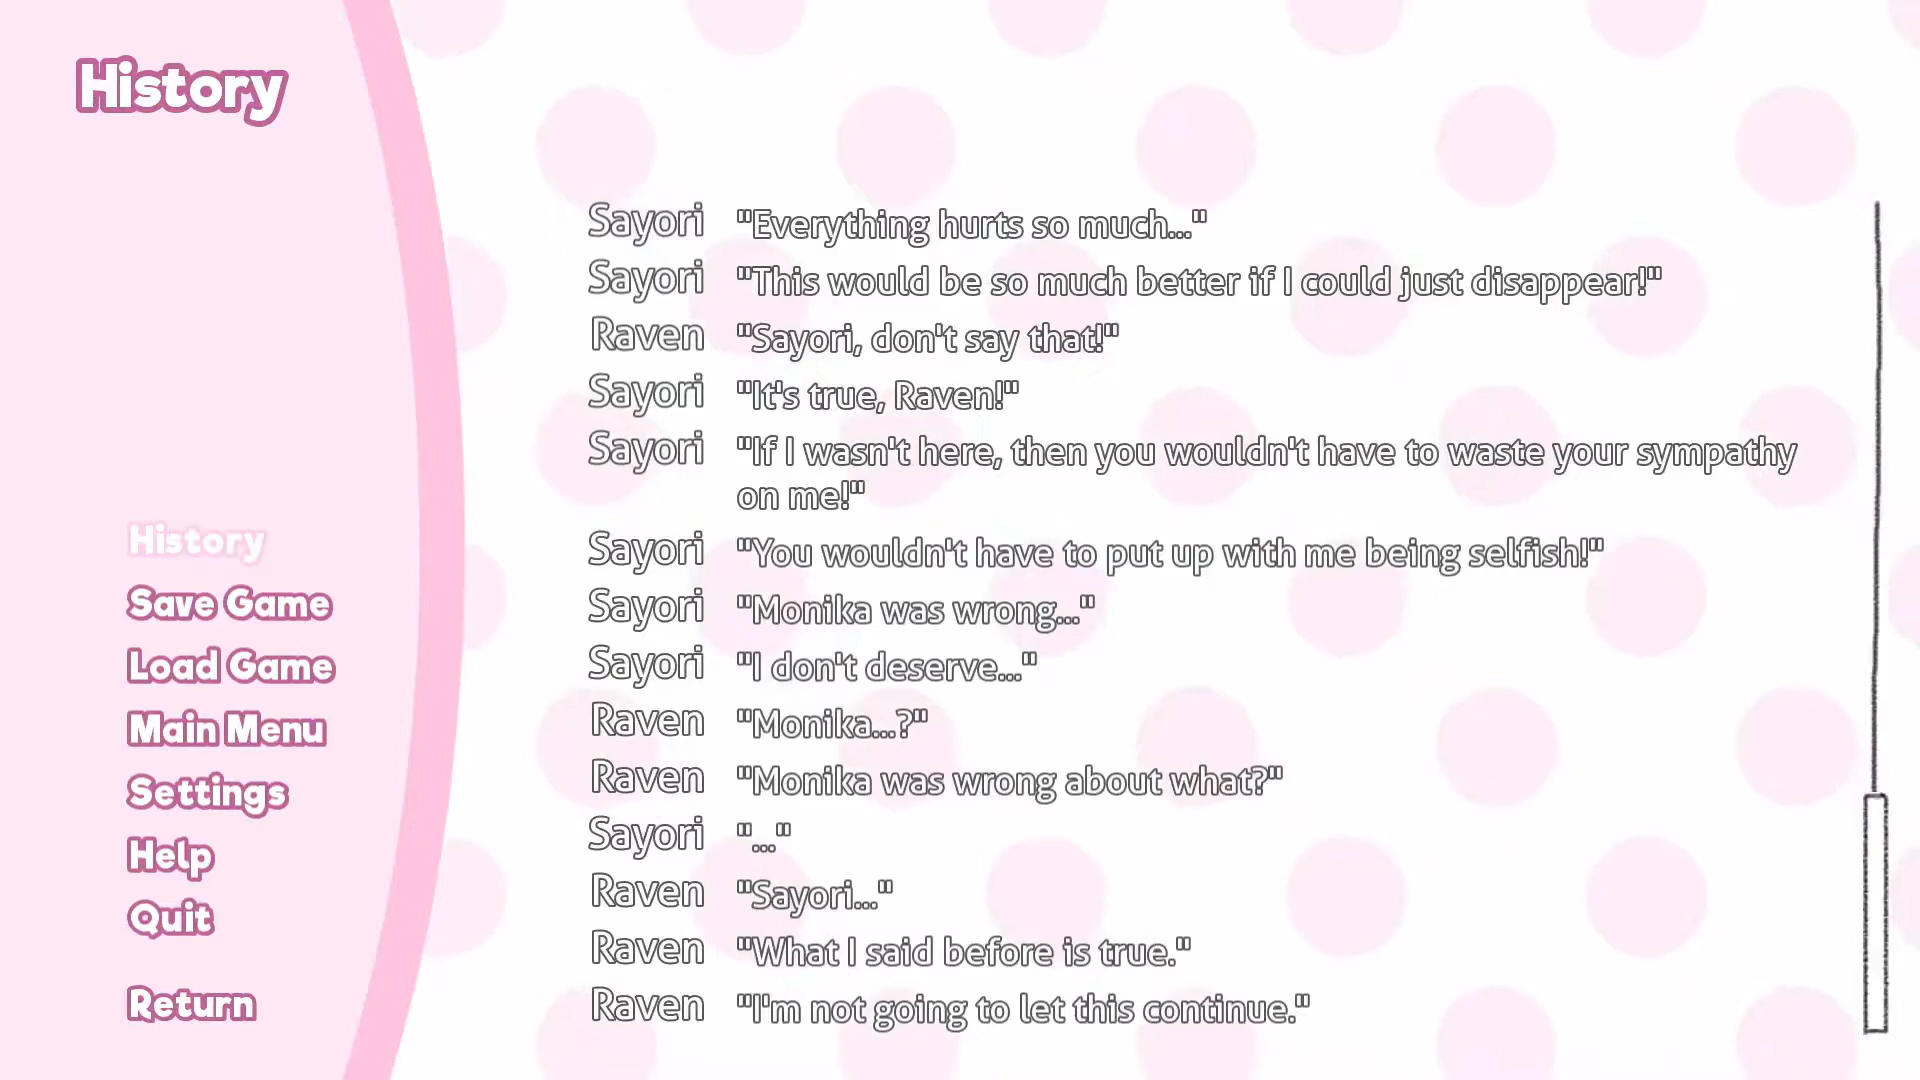 History
Sayori "Everything hurts so much..."
Sayori "This would be so much better if I could just disappear!"
Raven "Sayori, don't say that!"
Sayori "It's true, Raven!"
Sayori "If I wasn't here, then you wouldn't have to waste your sympathy
on me!"
Sayori "You wouldn't have to put up with me being selfish!"
Sayori "Monika was wrong..."
Sayori "I don't deserve..."
Raven "Monika...?"
Raven "Monika was wrong about what?"
Sayori "..."
Raven "Sayori..."
Raven "What I said before is true."
Raven "I'm not going to let this continue."
History
Save Game
Load Game
Main Menu
Settings
Help
Quit
Return